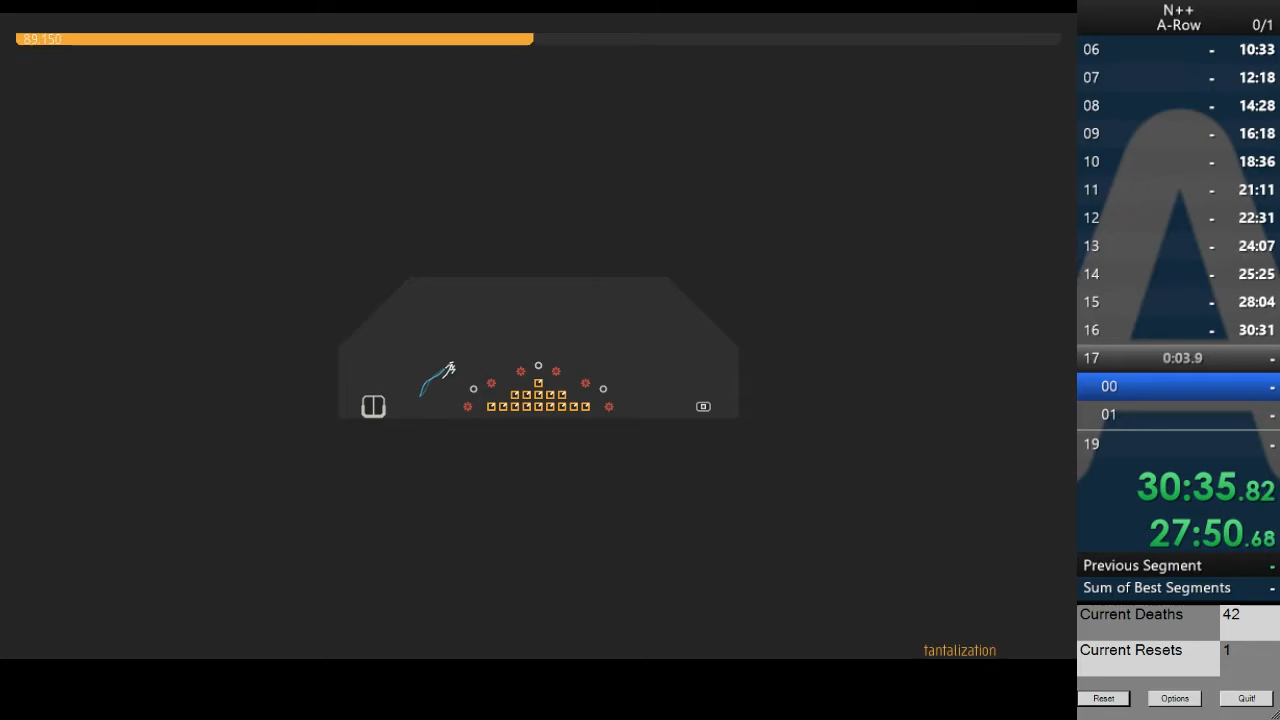 N++
A-Row 0/1
89.150
06 - 10:33
07 - 12:18
08 - 14:28
09 - 16:18
10 - 18:36
11 - 21:11
12 - 22:31
13 - 24:07
14 - 25:25
15 - 28:04
16 - 30:31
17 0:03.9 -
00 -
01 -
19 -
30:35.82
27:50.68
Previous Segment -
Sum of Best Segments -
Current Deaths 42
Current Resets 1
tantalization
Reset Options Quit!